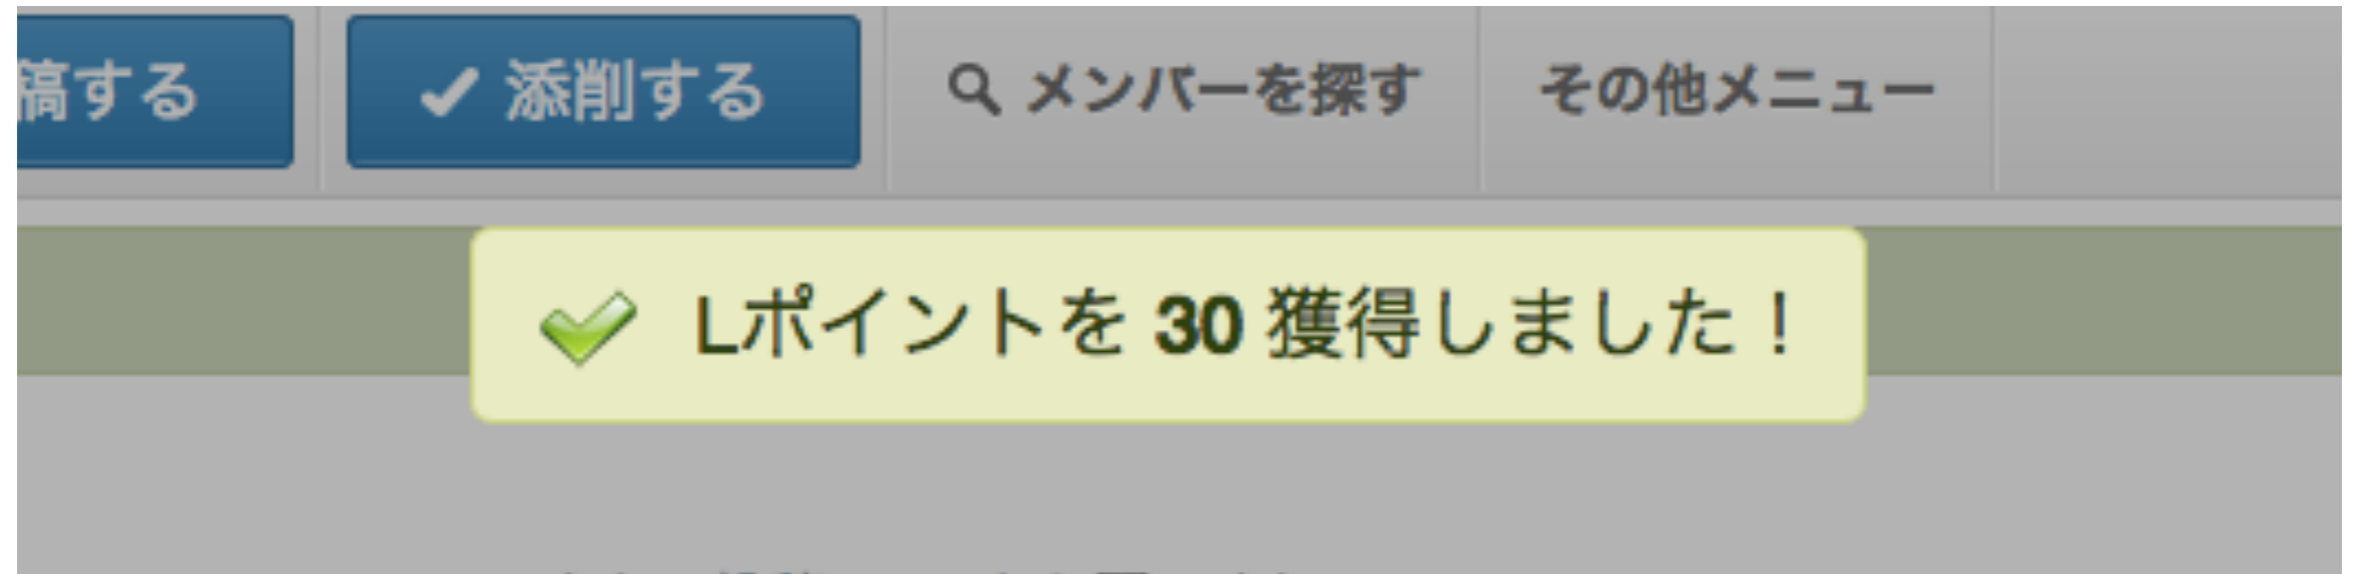 稿する
添削する
メンバーを探す
その他メニュー
Lポイントを 30 獲得しました！